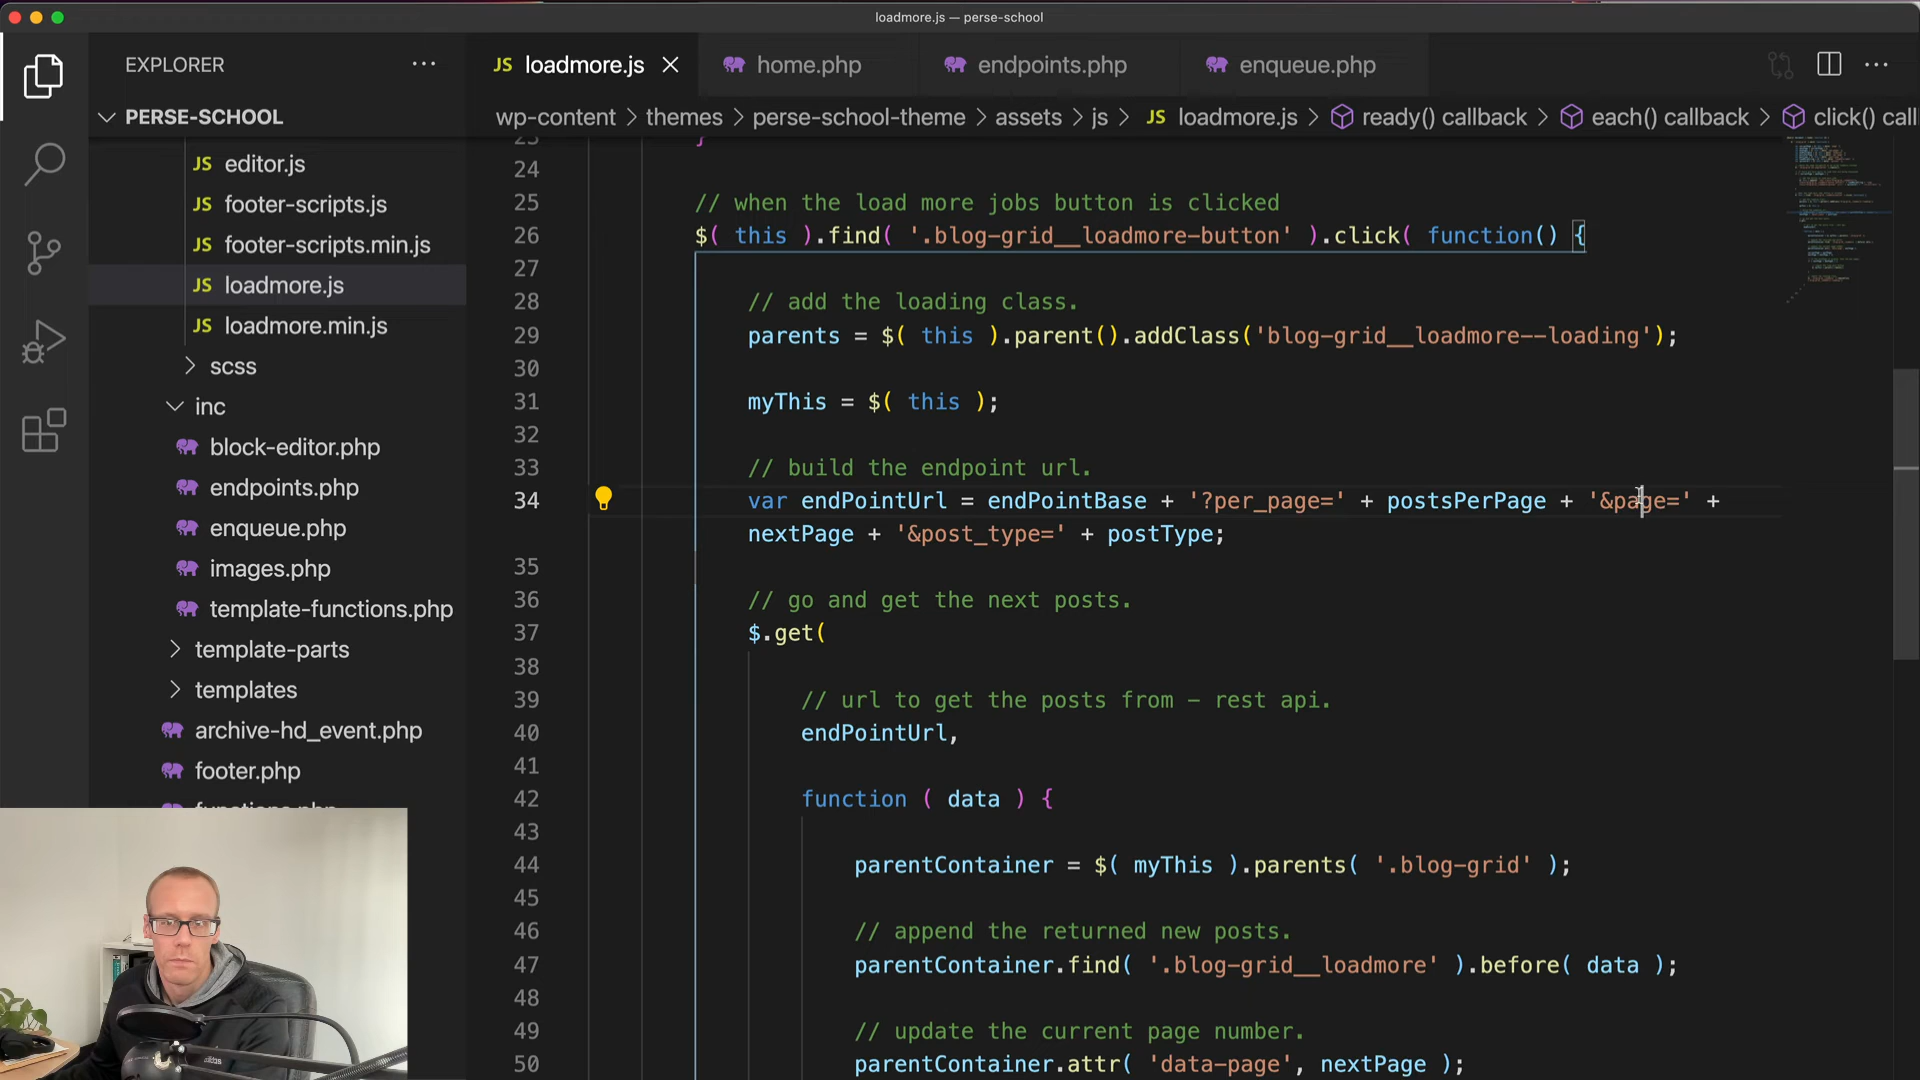 loadmore.js — perse-school
EXPLORER
PERSE-SCHOOL
JS editor.js
JS footer-scripts.js
JS footer-scripts.min.js
JS loadmore.js
JS loadmore.min.js
scss
inc
block-editor.php
endpoints.php
enqueue.php
images.php
template-functions.php
template-parts
templates
archive-hd_event.php
footer.php
functions.php
JS loadmore.js
home.php
endpoints.php
enqueue.php
wp-content > themes > perse-school-theme > assets > js > JS loadmore.js > ready() callback > each() callback > click() call
23 }
24
25 // when the load more jobs button is clicked
26 $( this ).find( '.blog-grid__loadmore-button' ).click( function() {
27
28 // add the loading class.
29 parents = $( this ).parent().addClass('blog-grid__loadmore--loading');
30
31 myThis = $( this );
32
33 // build the endpoint url.
34 var endPointUrl = endPointBase + '?per_page=' + postsPerPage + '&page=' +
nextPage + '&post_type=' + postType;
35
36 // go and get the next posts.
37 $.get(
38
39 // url to get the posts from – rest api.
40 endPointUrl,
41
42 function ( data ) {
43
44 parentContainer = $( myThis ).parents( '.blog-grid' );
45
46 // append the returned new posts.
47 parentContainer.find( '.blog-grid__loadmore' ).before( data );
48
49 // update the current page number.
50 parentContainer.attr( 'data-page', nextPage );